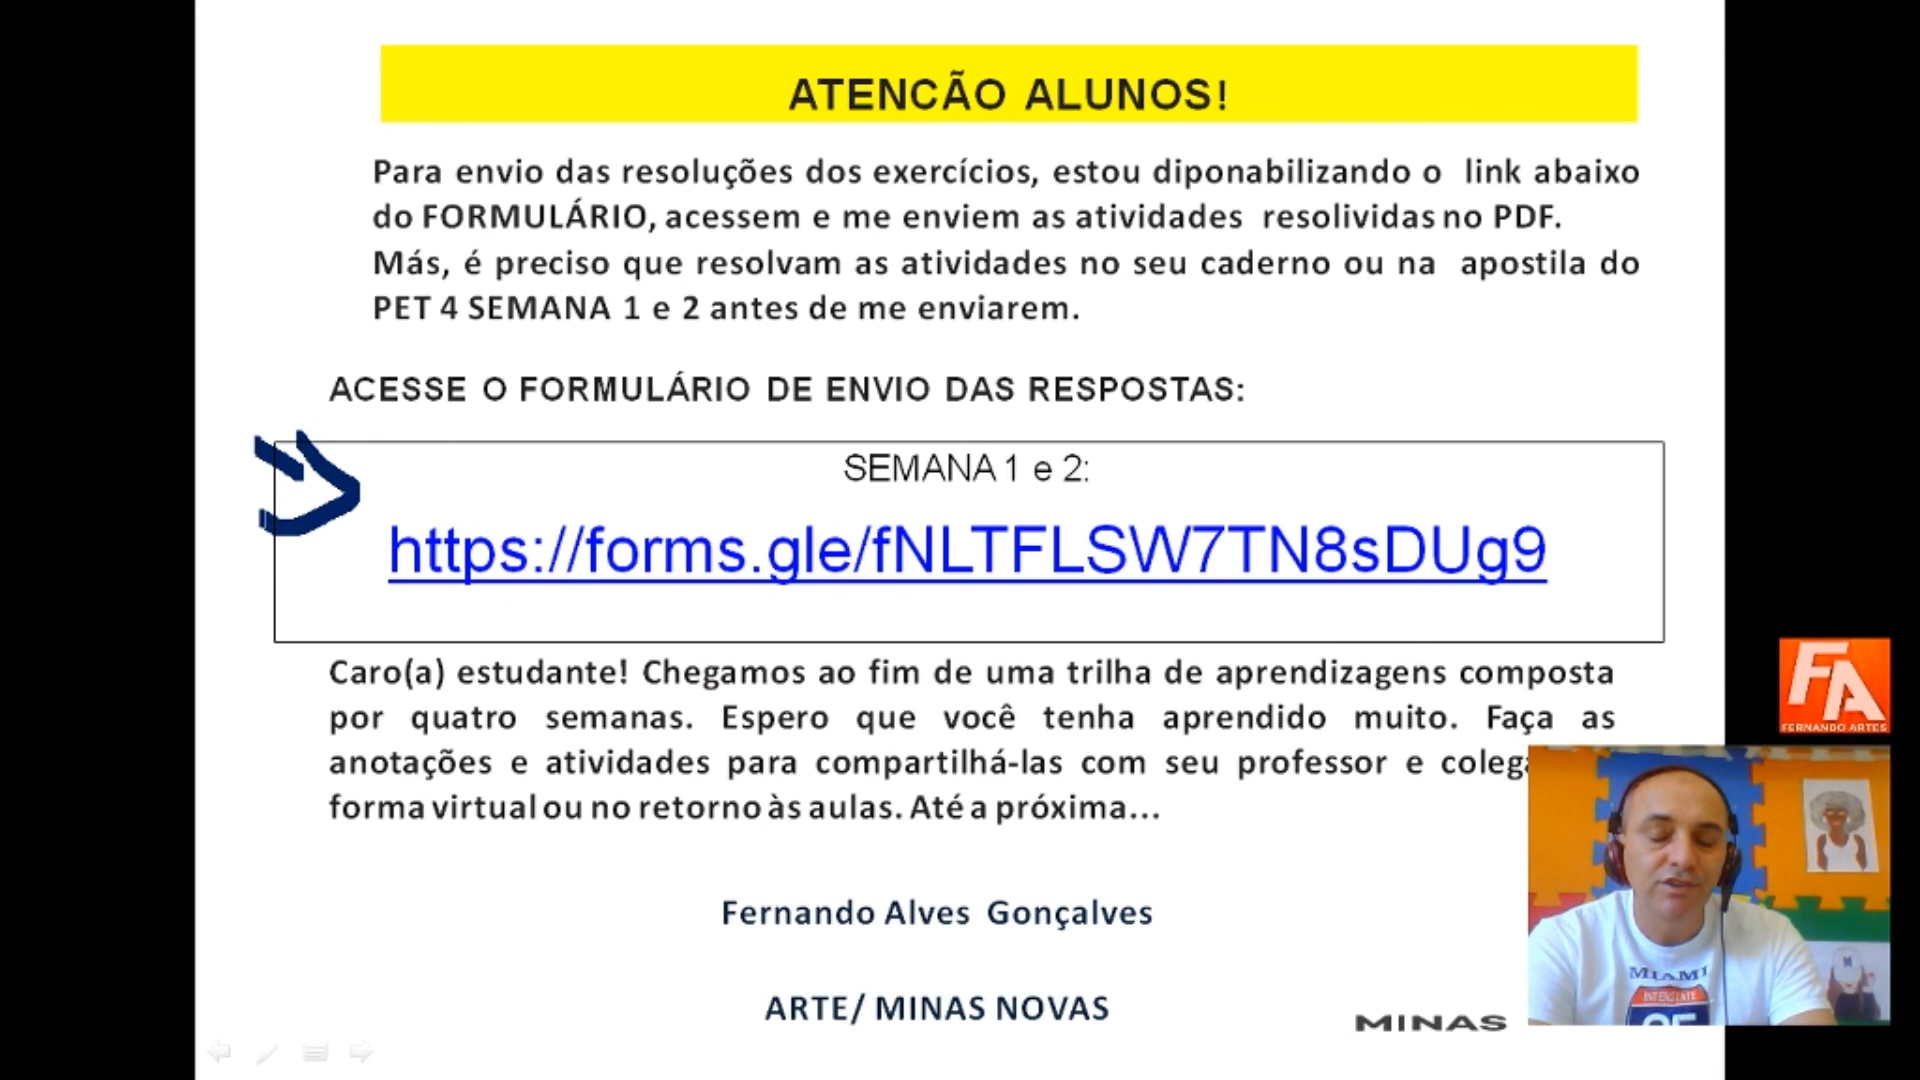 ATENCÃO ALUNOS!
Para envio das resoluções dos exercícios, estou diponabilizando o link abaixo
do FORMULÁRIO, acessem e me enviem as atividades resolividas no PDF.
Más, é preciso que resolvam as atividades no seu caderno ou na apostila do
PET 4 SEMANA 1 e 2 antes de me enviarem.
ACESSE O FORMULÁRIO DE ENVIO DAS RESPOSTAS:
SEMANA 1 e 2:
https://forms.gle/fNLTFLSW7TN8sDUg9
Caro(a) estudante! Chegamos ao fim de uma trilha de aprendizagens composta
por quatro semanas. Espero que você tenha aprendido muito. Faça as
anotações e atividades para compartilhá-las com seu professor e
forma virtual ou no retorno às aulas. Até a próxima...
Fernando Alves Gonçalves
ARTE/ MINAS NOVAS
MINAS
FA
FERNANDO ARTES
MIAMI
INTERSTATE